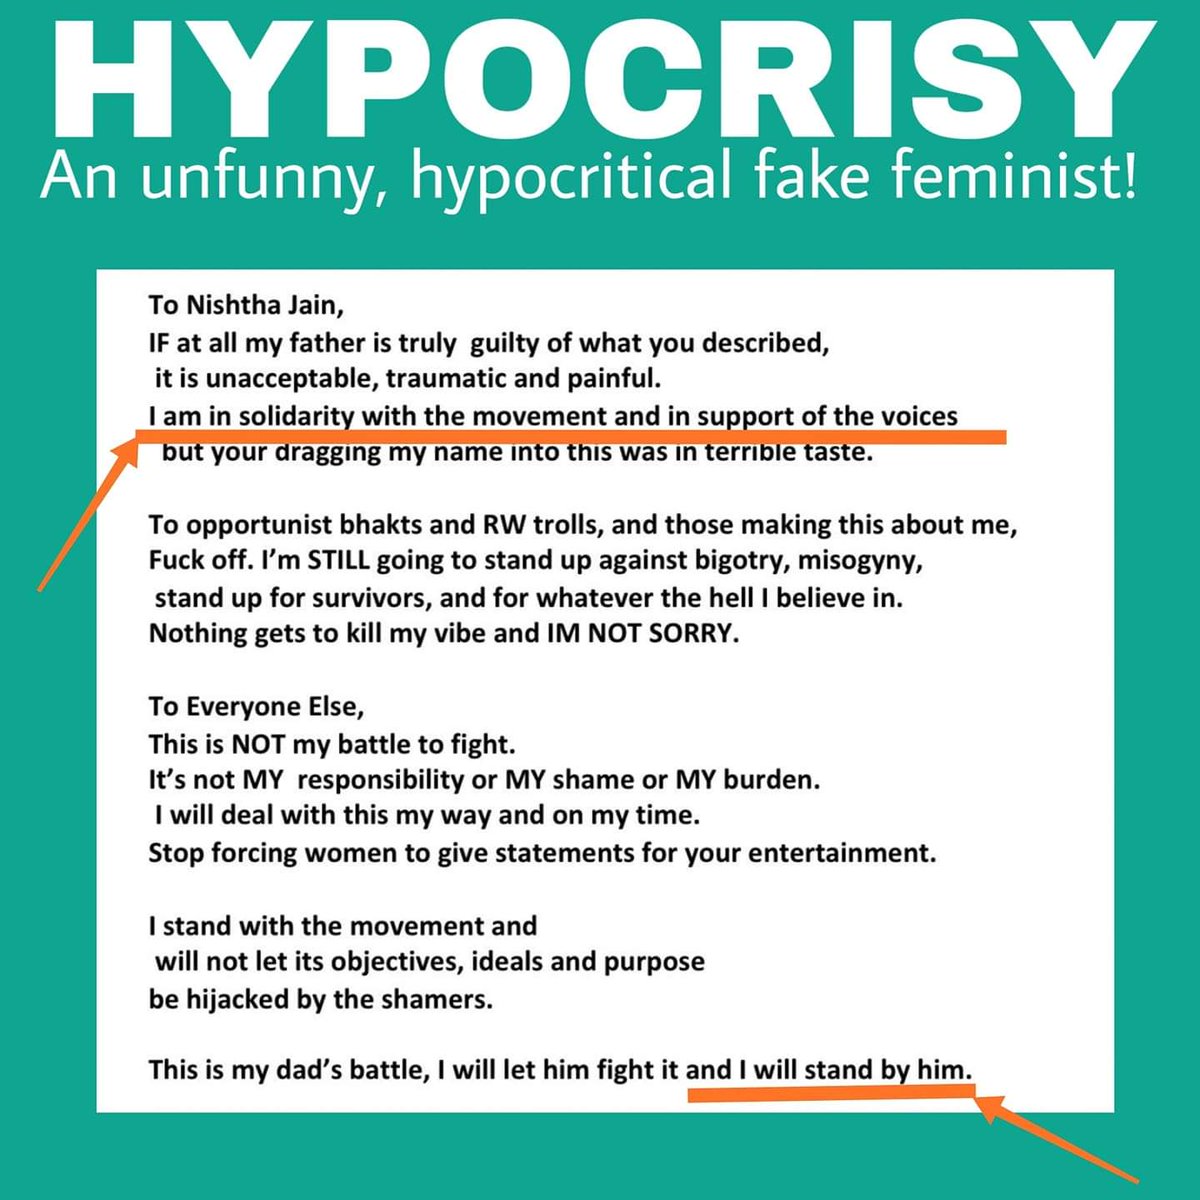 HYPOCRISY
An unfunny, hypocritical fake feminist!
To Nishtha Jain,
IF at all my father is truly guilty of what you described,
it is unacceptable, traumatic and painful.
I am in solidarity with the movement and in support of the voices
but your dragging my name into this was in terrible taste.
To opportunist bhakts and RW trolls, and those making this about me,
Fuck off. I'm STILL going to stand up against bigotry, misogyny,
stand up for survivors, and for whatever the hell I believe in.
Nothing gets to kill my vibe and IM NOT SORRY.
To Everyone Else,
This is NOT my battle to fight.
It's not MY responsibility or MY shame or MY burden.
I will deal with this my way and on my time.
Stop forcing women to give statements for your entertainment.
I stand with the movement and
will not let its objectives, ideals and purpose
be hijacked by the shamers.
This is my dad's battle, I will let him fight it and I will stand by him.